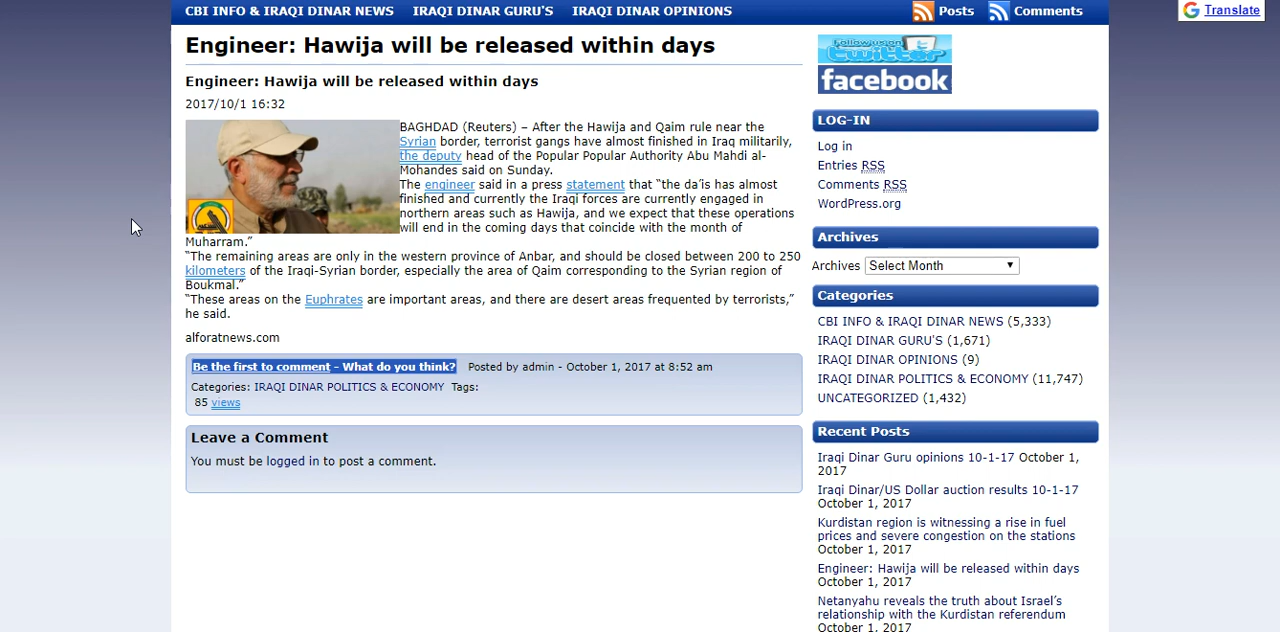 CBI INFO & IRAQI DINAR NEWS IRAQI DINAR GURU'S IRAQI DINAR OPINIONS Posts Comments
Translate
Engineer: Hawija will be released within days
Engineer: Hawija will be released within days
2017/10/1 16:32
BAGHDAD (Reuters) – After the Hawija and Qaim rule near the
Syrian border, terrorist gangs have almost finished in Iraq militarily,
the deputy head of the Popular Popular Authority Abu Mahdi al-
Mohandes said on Sunday.
The engineer said in a press statement that “the da’is has almost
finished and currently the Iraqi forces are currently engaged in
northern areas such as Hawija, and we expect that these operations
will end in the coming days that coincide with the month of
Muharram.”
“The remaining areas are only in the western province of Anbar, and should be closed between 200 to 250
kilometers of the Iraqi-Syrian border, especially the area of Qaim corresponding to the Syrian region of
Boukmal.”
“These areas on the Euphrates are important areas, and there are desert areas frequented by terrorists,”
he said.
alforatnews.com
Be the first to comment - What do you think? Posted by admin - October 1, 2017 at 8:52 am
Categories: IRAQI DINAR POLITICS & ECONOMY Tags:
85 views
Leave a Comment
You must be logged in to post a comment.
Follow us on
twitter
facebook
LOG-IN
Log in
Entries RSS
Comments RSS
WordPress.org
Archives
Archives Select Month
Categories
CBI INFO & IRAQI DINAR NEWS (5,333)
IRAQI DINAR GURU'S (1,671)
IRAQI DINAR OPINIONS (9)
IRAQI DINAR POLITICS & ECONOMY (11,747)
UNCATEGORIZED (1,432)
Recent Posts
Iraqi Dinar Guru opinions 10-1-17 October 1,
2017
Iraqi Dinar/US Dollar auction results 10-1-17
October 1, 2017
Kurdistan region is witnessing a rise in fuel
prices and severe congestion on the stations
October 1, 2017
Engineer: Hawija will be released within days
October 1, 2017
Netanyahu reveals the truth about Israel’s
relationship with the Kurdistan referendum
October 1, 2017